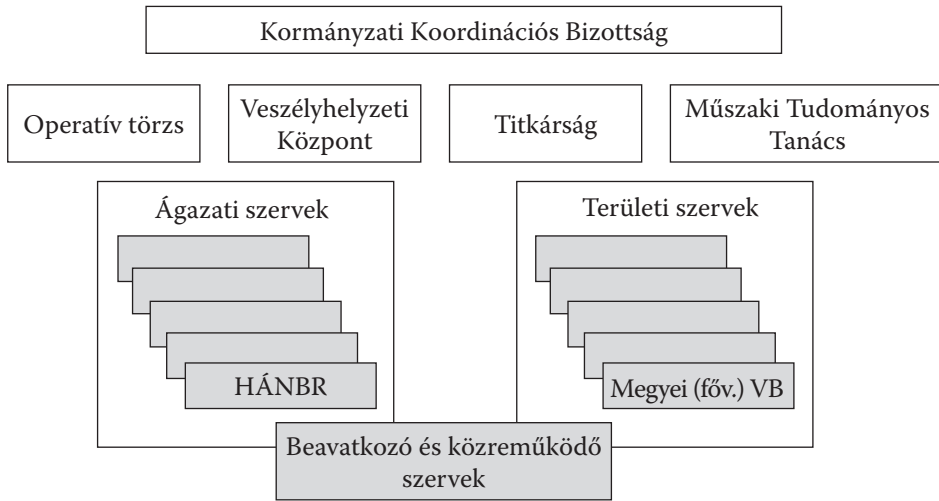 Kormányzati Koordinációs Bizottság
Operatív törzs
Veszélyhelyzeti
Központ
Titkárság
Műszaki Tudományos
Tanács
Ágazati szervek
HÁNBR
Területi szervek
Megyei (főv.) VB
Beavatkozó és közreműködő
szervek